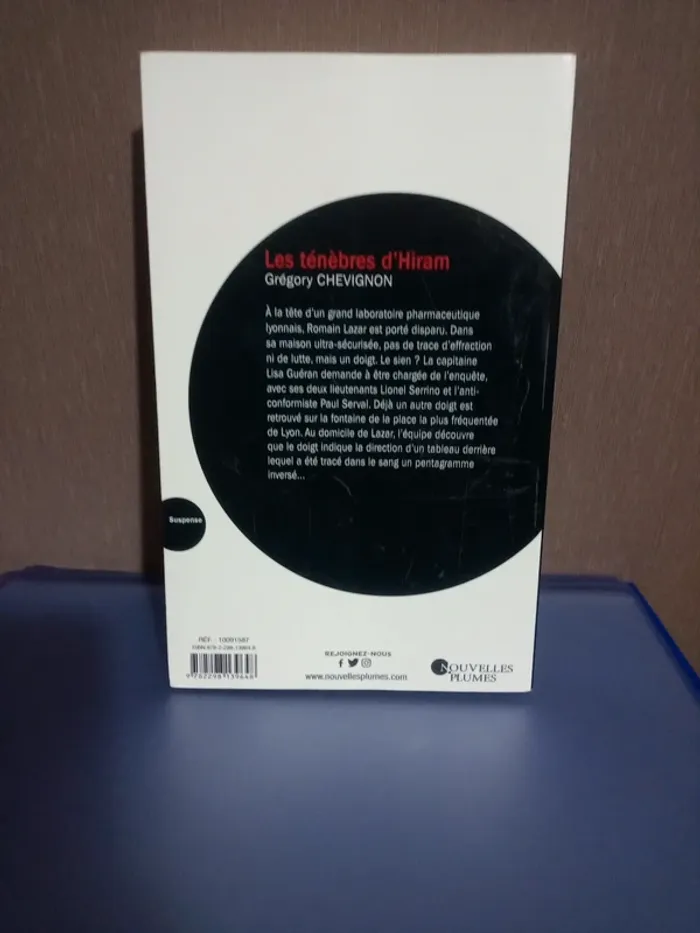 Les ténèbres d'Hiram
Grégory CHEVIGNON
À la tête d'un grand laboratoire pharmaceutique
lyonnais, Romain Lazar est porté disparu. Dans
sa maison ultra-sécurisée, pas de trace d'effraction
ni de lutte, mais un doigt. Le sien ? La capitaine
Lisa Guéran demande à être chargée de l'enquête,
avec ses deux lieutenants Lionel Serrino et l'anti-
conformiste Paul Serval. Déjà un autre doigt est
retrouvé sur la fontaine de la place la plus fréquentée
de Lyon. Au domicile de Lazar, l'équipe découvre
que le doigt indique la direction d'un tableau derrière
lequel a été tracé dans le sang un pentagramme
inversé...
Suspense
RÉF.
9782298139648
REJOIGNEZ-NOUS
www.nouvellesplumes.com
NOUVELLES
PLUMES